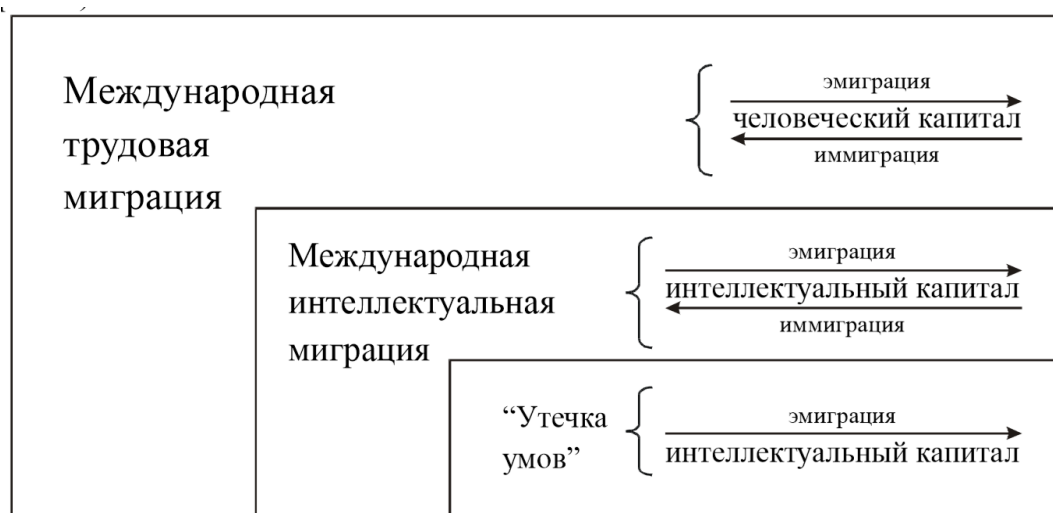 Международная
трудовая
миграция
эмиграция
человеческий капитал
иммиграция
Международная
интеллектуальная
миграция
эмиграция
интеллектуальный капитал
иммиграция
“Утечка
умов”
эмиграция
интеллектуальный капитал